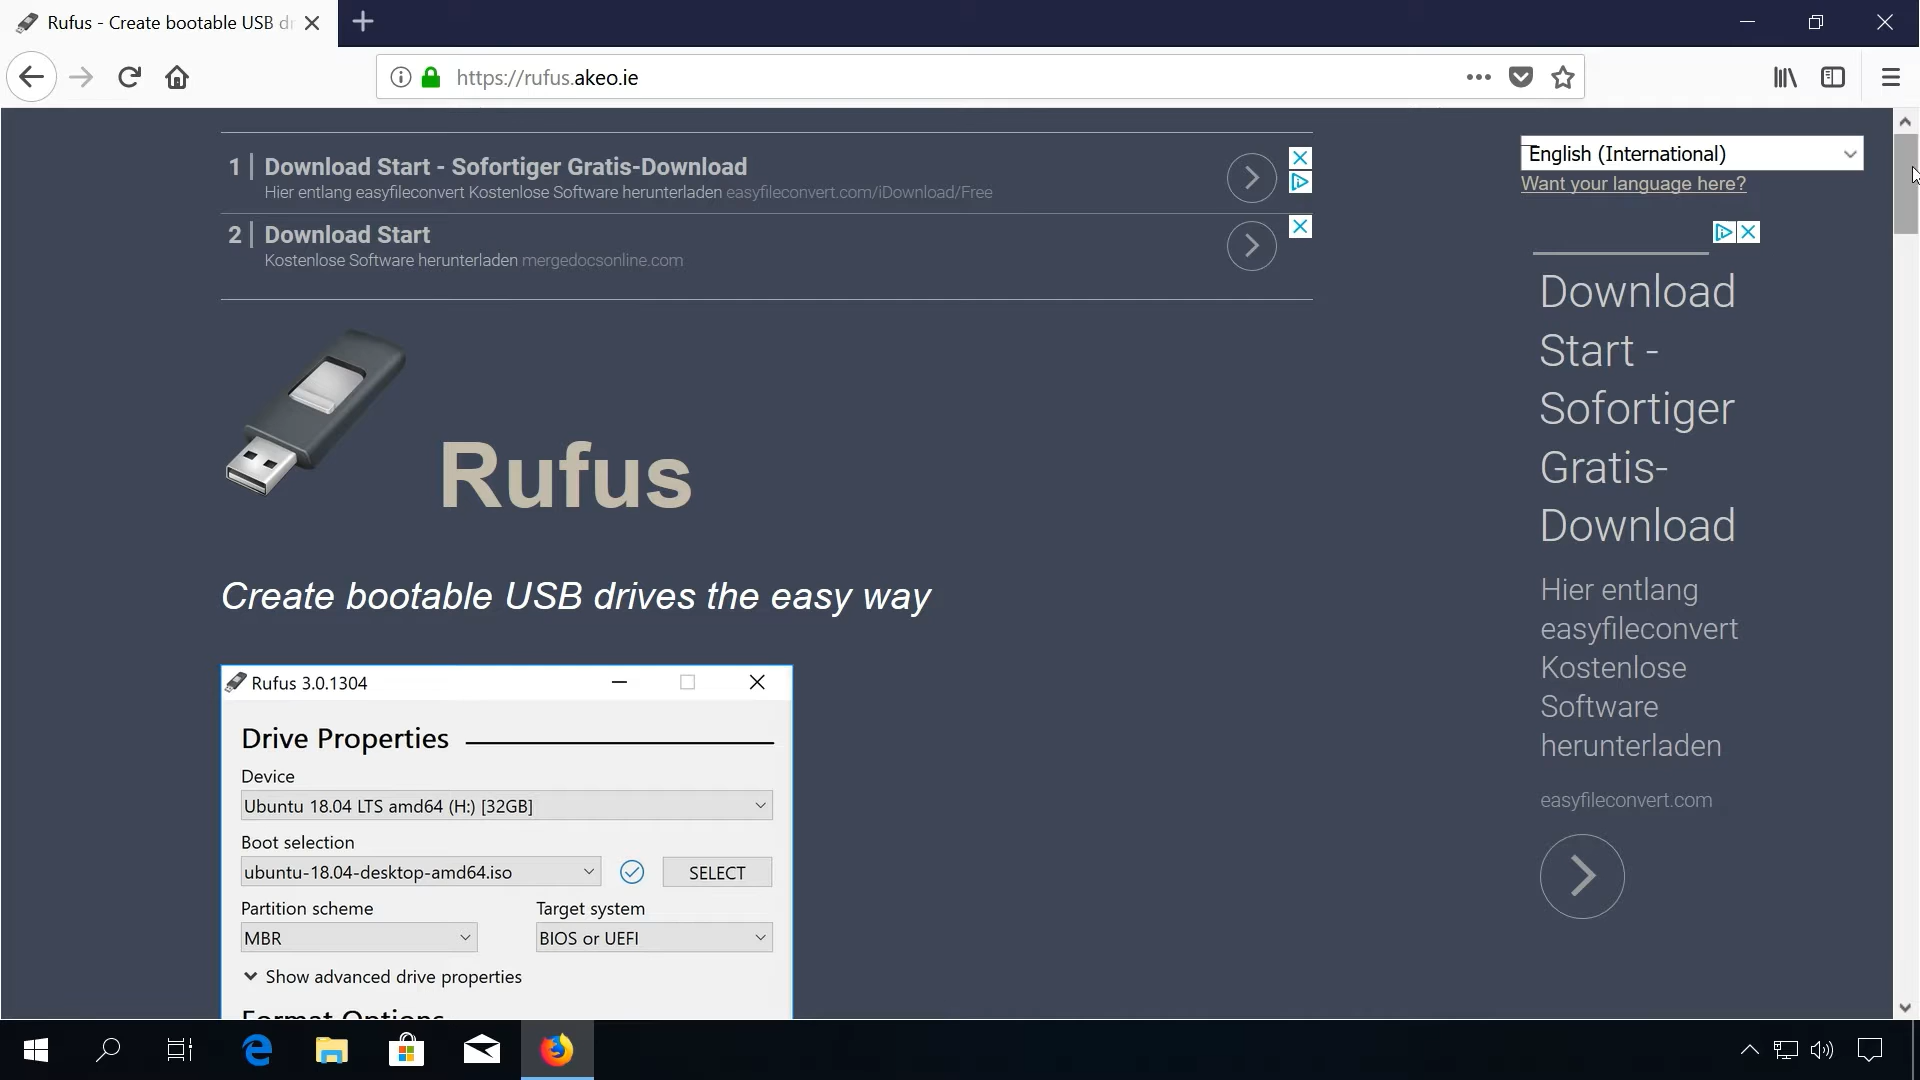 Rufus - Create bootable USB dr
https://rufus.akeo.ie
English (International)
Want your language here?
1 Download Start - Sofortiger Gratis-Download
Hier entlang easyfileconvert Kostenlose Software herunterladen easyfileconvert.com/iDownload/Free
2 Download Start
Kostenlose Software herunterladen mergedocsonline.com
Rufus
Create bootable USB drives the easy way
Rufus 3.0.1304
Drive Properties
Device
Ubuntu 18.04 LTS amd64 (H:) [32GB]
Boot selection
ubuntu-18.04-desktop-amd64.iso
SELECT
Partition scheme
Target system
MBR
BIOS or UEFI
Show advanced drive properties
Format Options
Download
Start -
Sofortiger
Gratis-
Download
Hier entlang
easyfileconvert
Kostenlose
Software
herunterladen
easyfileconvert.com